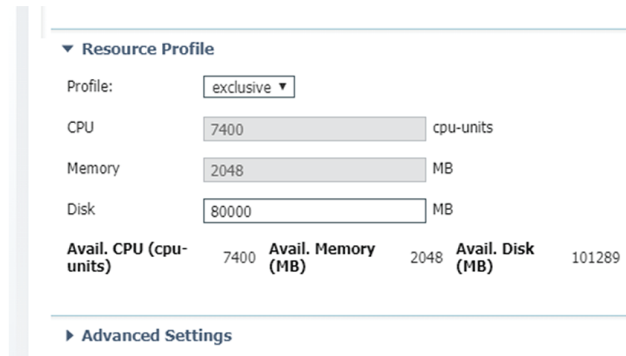 Resource Profile
Profile: exclusive
CPU 7400 cpu-units
Memory 2048 MB
Disk 80000 MB
Avail. CPU (cpu-units) 7400 Avail. Memory (MB) 2048 Avail. Disk (MB) 101289
Advanced Settings